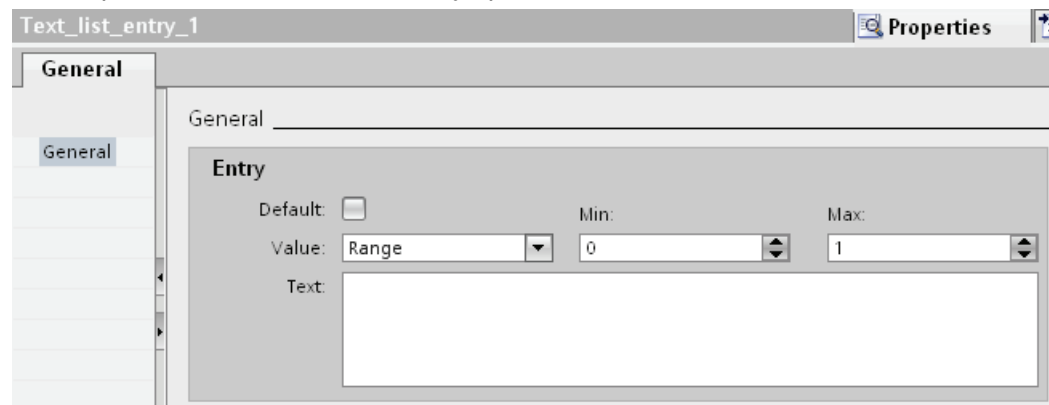 Text_list_entry_1
Properties
General
General
General
Entry
Default:
Min:
Max:
Value:
Range
0
1
Text: